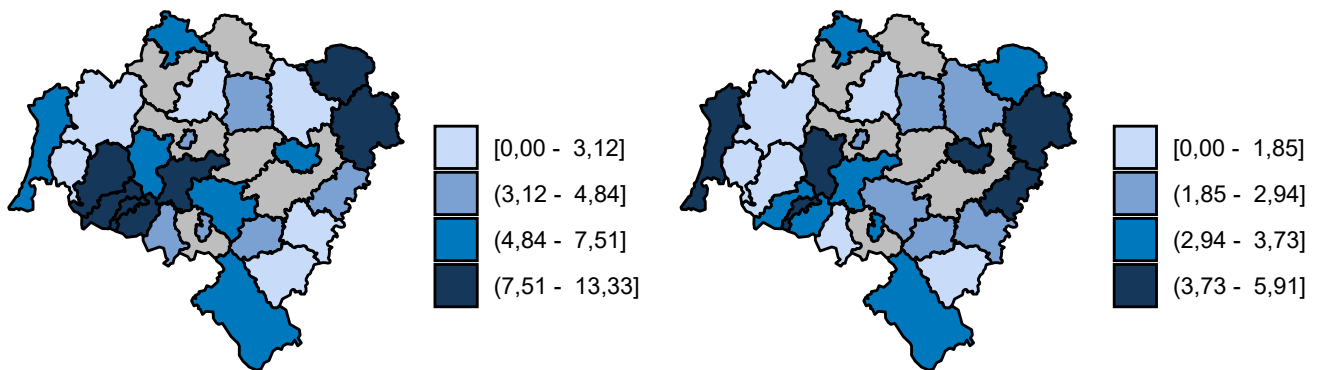 [0,00 - 3,12]
(3,12 - 4,84]
(4,84 - 7,51]
(7,51 - 13,33]
[0,00 - 1,85]
(1,85 - 2,94]
(2,94 - 3,73]
(3,73 - 5,91]